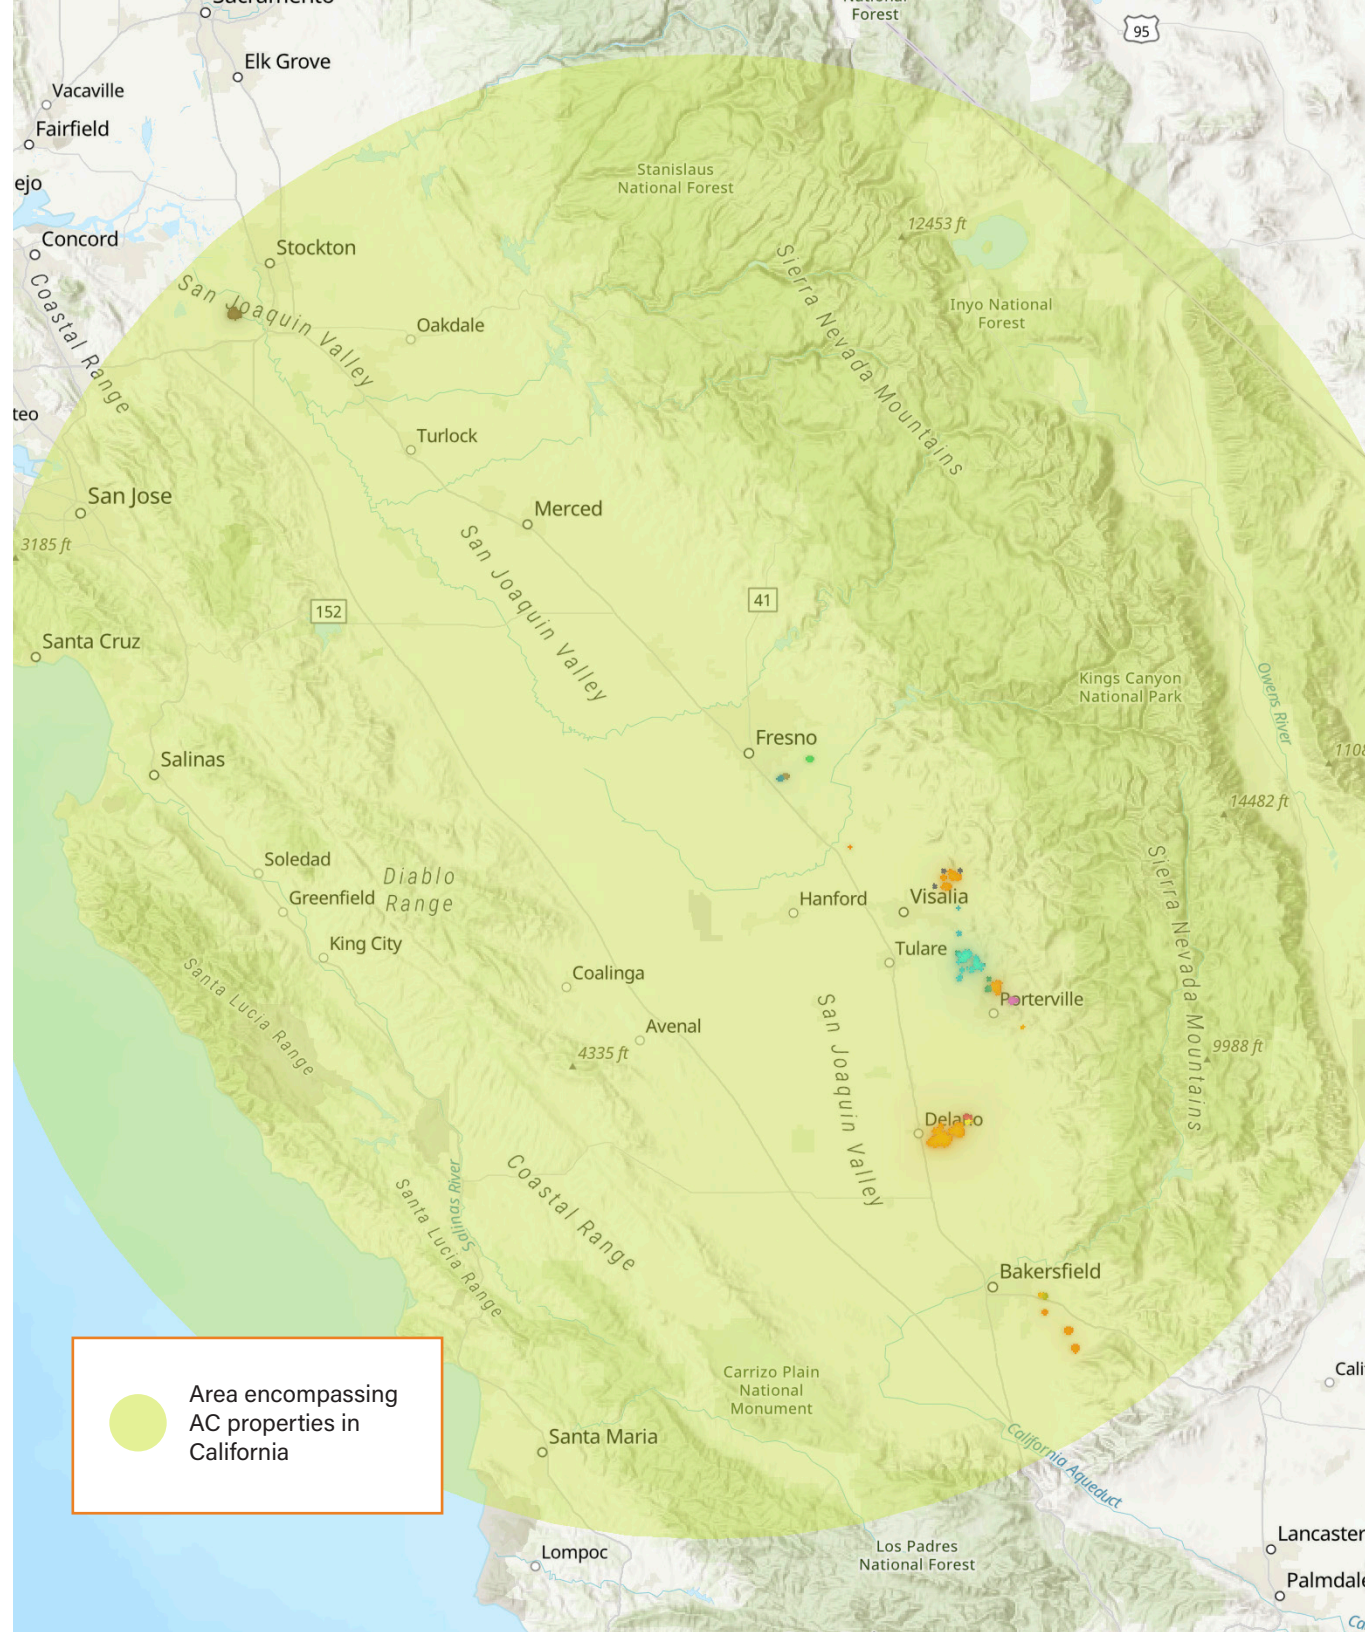 Sacramento
National
Forest
95
Elk Grove
Vacaville
Fairfield
ejo
Stanislaus
National Forest
12453 ft
Concord
Stockton
Coastal Range
San Joaquin Valley
Sierra Nevada Mountains
Inyo National
Forest
Oakdale
teo
Turlock
San Jose
Merced
3185 ft
San Joaquin Valley
152
41
Santa Cruz
Kings Canyon
National Park
Owens River
Fresno
Salinas
1108
14482 ft
Soledad
Diablo
Range
Greenfield
Hanford
Visalia
Sierra Nevada Mountains
King City
Tulare
Santa Lucia Range
Coalinga
Porterville
San Joaquin Valley
Avenal
4335 ft
9988 ft
Delano
Coastal Range
Salinas River
Santa Lucia Range
Bakersfield
Carrizo Plain
National
Monument
Cali
Area encompassing
AC properties in
California
Santa Maria
California Aqueduct
Lancaster
Los Padres
National Forest
Lompoc
Palmdale
Ca